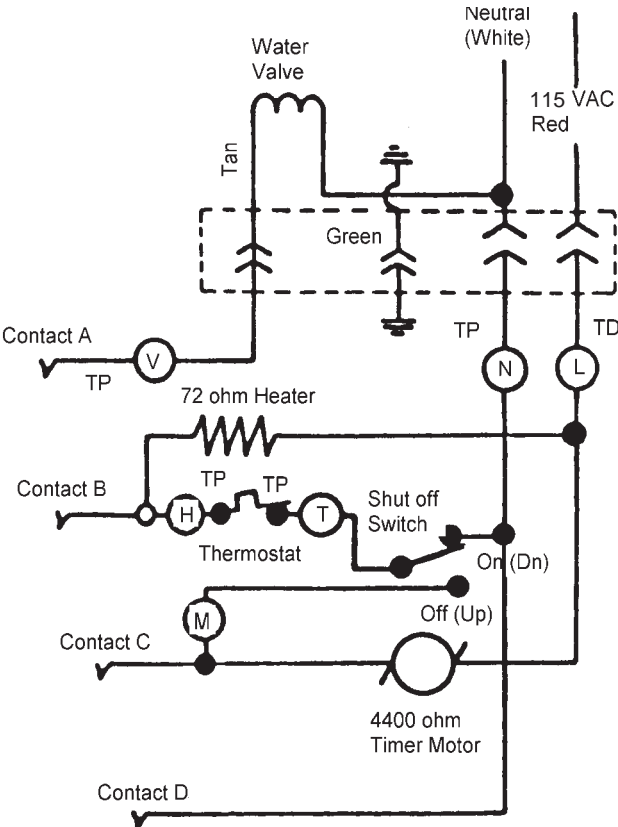 Neutral
(White)
Water
Valve
115 VAC
Red
Tan
Green
Contact A
TP
TD
V
N
L
TP
72 ohm Heater
TP
TP
Contact B
H
T
Shut off
Switch
Thermostat
On (Dn)
Off (Up)
M
Contact C
4400 ohm
Timer Motor
Contact D